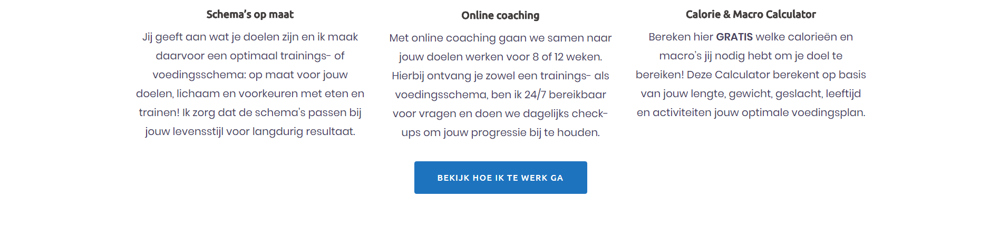 Schema's op maat
Jij geeft aan wat je doelen zijn en ik maak
daarvoor een optimaal trainings- of
voedingsschema: op maat voor jouw
doelen, lichaam en voorkeuren met eten en
trainen! Ik zorg dat de schema's passen bij
jouw levensstijl voor langdurig resultaat.
Online coaching
Met online coaching gaan we samen naar
jouw doelen werken voor 8 of 12 weken.
Hierbij ontvang je zowel een trainings- als
voedingsschema, ben ik 24/7 bereikbaar
voor vragen en doen we dagelijks check-
ups om jouw progressie bij te houden.
Calorie & Macro Calculator
Bereken hier GRATIS welke calorieën en
macro's jij nodig hebt om je doel te
bereiken! Deze Calculator berekent op basis
van jouw lengte, gewicht, geslacht, leeftijd
en activiteiten jouw optimale voedingsplan.
BEKIJK HOE IK TE WERK GA